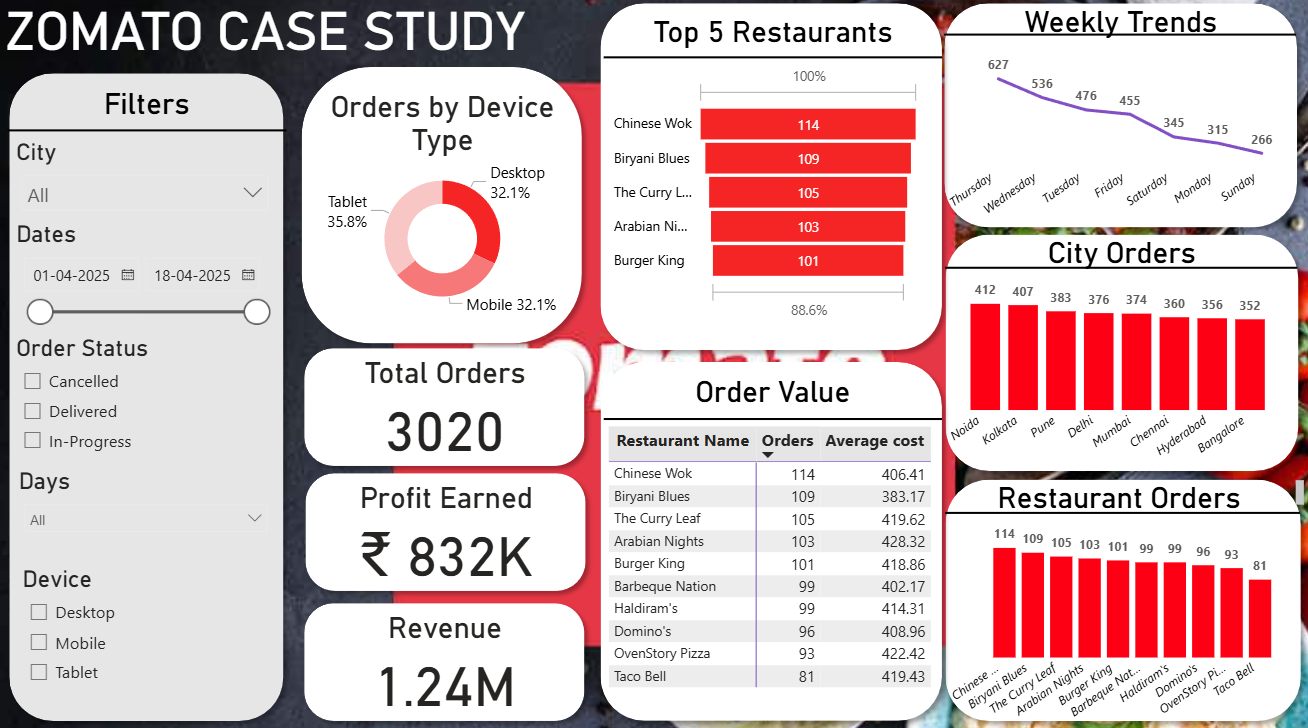 ZOMATO CASE STUDY
Filters
City
All
Dates
01-04-2025 18-04-2025
Order Status
Cancelled
Delivered
In-Progress
Days
All
Device
Desktop
Mobile
Tablet
Orders by Device
Type
Desktop
32.1%
Tablet
35.8%
Mobile 32.1%
Total Orders
3020
Profit Earned
₹ 832K
Revenue
1.24M
Top 5 Restaurants
100%
Chinese Wok 114
Biryani Blues 109
The Curry L... 105
Arabian Ni... 103
Burger King 101
88.6%
Order Value
Restaurant Name Orders Average cost
Chinese Wok 114 406.41
Biryani Blues 109 383.17
The Curry Leaf 105 419.62
Arabian Nights 103 428.32
Burger King 101 418.86
Barbeque Nation 99 402.17
Haldiram's 99 414.31
Domino's 96 408.96
OvenStory Pizza 93 422.42
Taco Bell 81 419.43
Weekly Trends
627 536 476 455 345 315 266
Thursday Wednesday Tuesday Friday Saturday Monday Sunday
City Orders
412 407 383 376 374 360 356 352
Noida Kolkata Pune Delhi Mumbai Chennai Hyderabad Bangalore
Restaurant Orders
114 109 105 103 101 99 99 96 93 81
Chinese ... Biryani Blues The Curry Leaf Arabian Nights Burger King Barbeque Nat... Haldiram's Domino's OvenStory Pi... Taco Bell